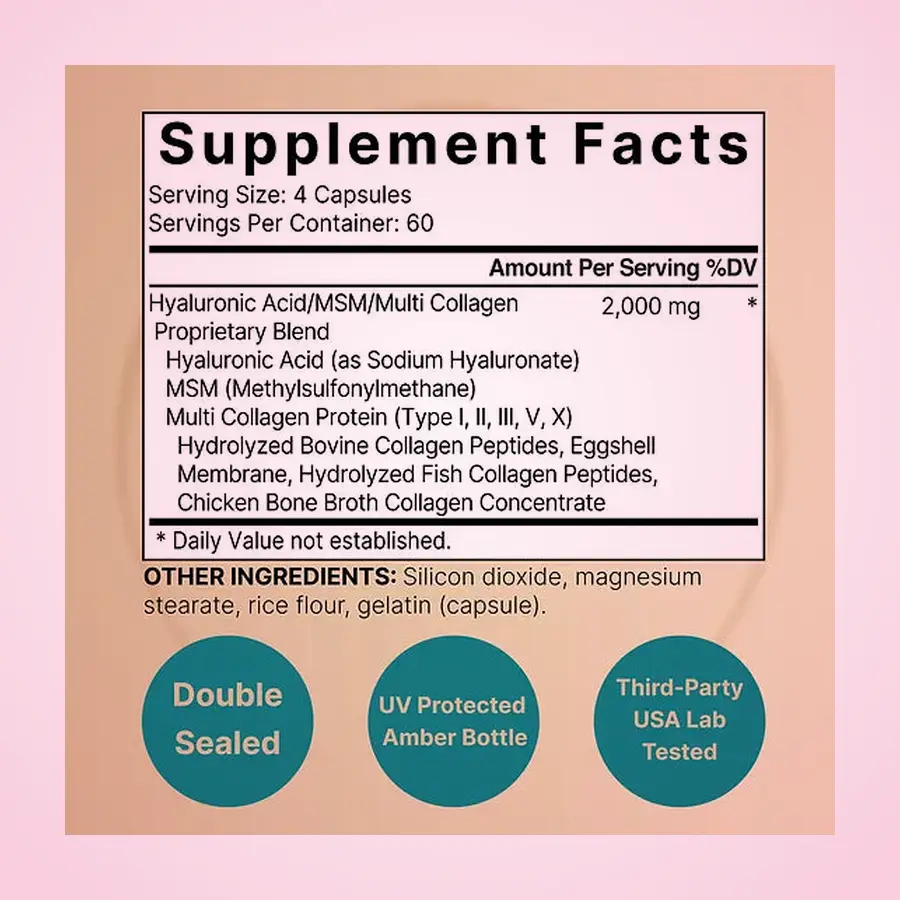 Supplement Facts
Serving Size: 4 Capsules
Servings Per Container: 60
Amount Per Serving %DV
Hyaluronic Acid/MSM/Multi Collagen 2,000 mg *
Proprietary Blend
Hyaluronic Acid (as Sodium Hyaluronate)
MSM (Methylsulfonylmethane)
Multi Collagen Protein (Type I, II, III, V, X)
Hydrolyzed Bovine Collagen Peptides, Eggshell
Membrane, Hydrolyzed Fish Collagen Peptides,
Chicken Bone Broth Collagen Concentrate
* Daily Value not established.
OTHER INGREDIENTS: Silicon dioxide, magnesium
stearate, rice flour, gelatin (capsule).
Double
Sealed
UV Protected
Amber Bottle
Third-Party
USA Lab
Tested